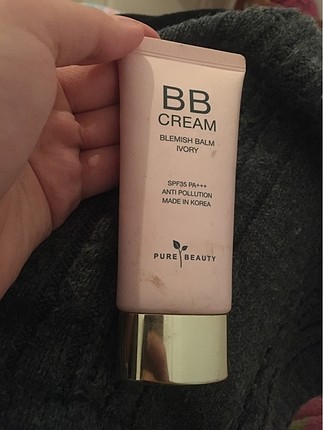 BB
CREAM
BLEMISH BALM
IVORY
SPF35 PA+++
ANTI POLLUTION
MADE IN KOREA
PURE BEAUTY